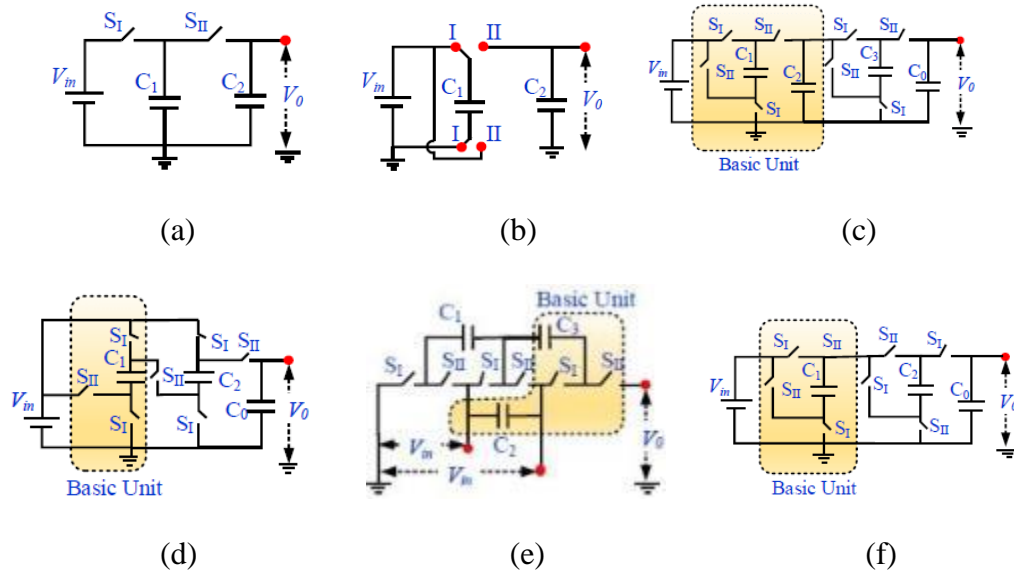 S_I S_II
V_in C_1 C_2 V_0
(a)
I II
V_in C_1 C_2 V_0
I II
(b)
S_I S_II S_I S_II
V_in S_II C_1 C_2 S_II C_3 C_0 V_0
S_I S_I
Basic Unit
(c)
S_I S_I S_II
C_1 S_II C_2
S_II C_0 V_0
V_in S_I S_I
Basic Unit
(d)
Basic Unit
C_1 C_3
S_I S_II S_I S_II S_I S_II
V_in C_2 V_0
V_in
(e)
S_I S_II S_II S_I
V_in S_II C_1 S_I C_2 C_0 V_0
S_I S_II
Basic Unit
(f)